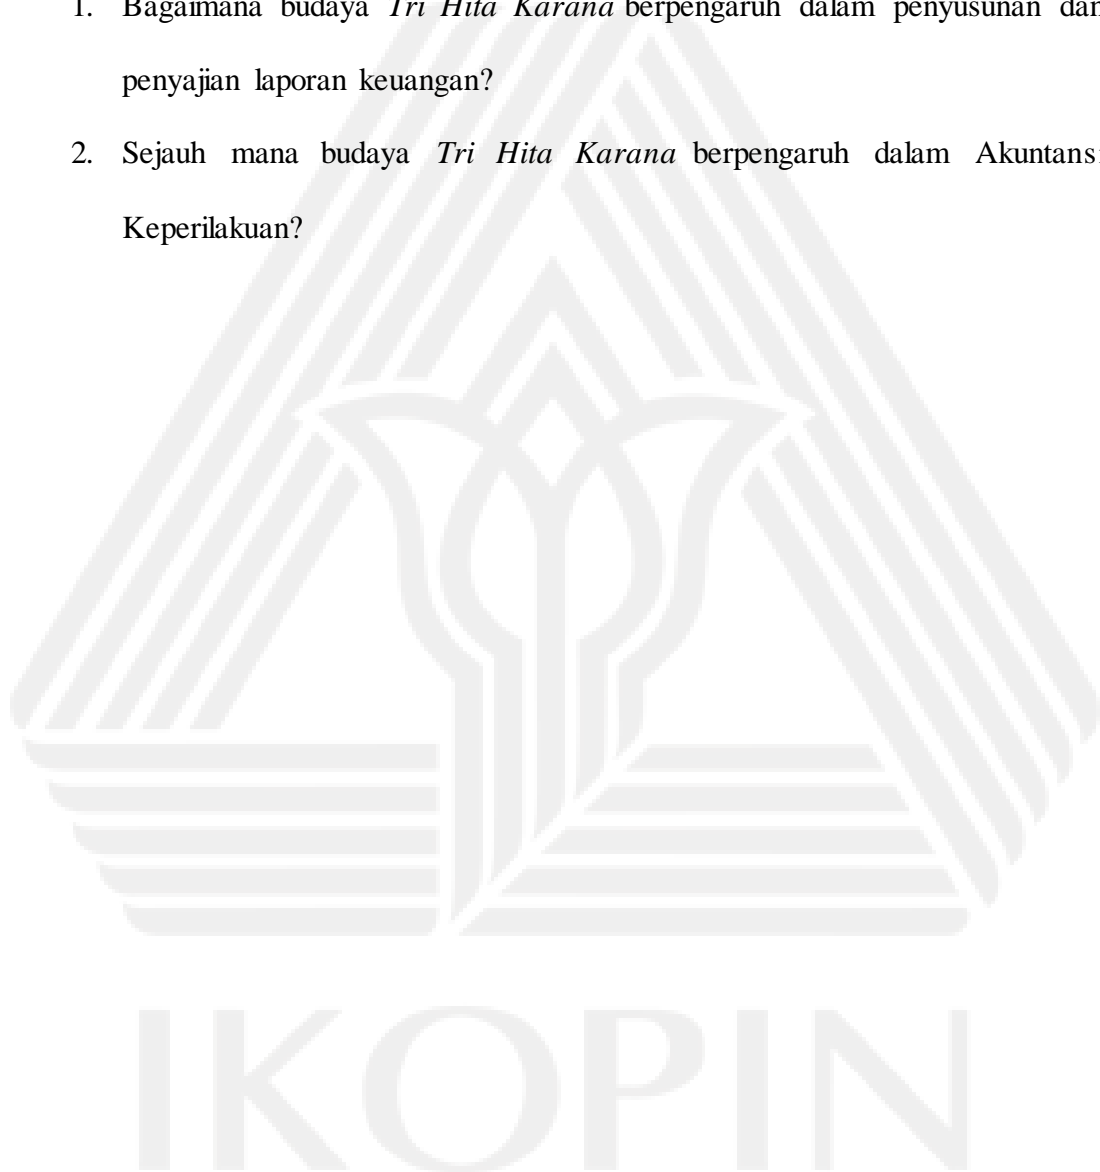 1. Bagaimana budaya Tri Hita Karana berpengaruh dalam penyusunan dan
penyajian laporan keuangan?
2. Sejauh mana budaya Tri Hita Karana berpengaruh dalam Akuntansi
Keperilakuan?
IKOPIN